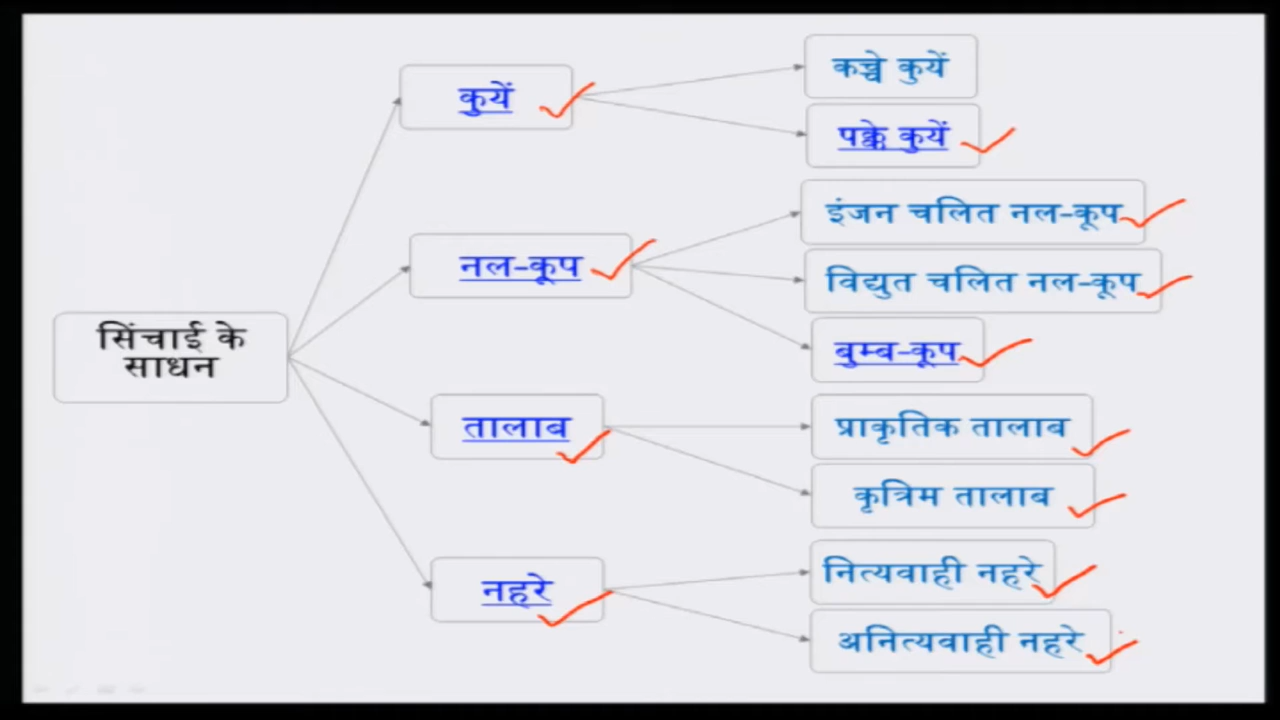 सिंचाई के
साधन
कुयें
कच्चे कुयें
पक्के कुयें
नल-कूप
इंजन चलित नल-कूप
विद्युत चलित नल-कूप
बुम्ब-कूप
तालाब
प्राकृतिक तालाब
कृत्रिम तालाब
नहरे
नित्यवाही नहरे
अनित्यवाही नहरे